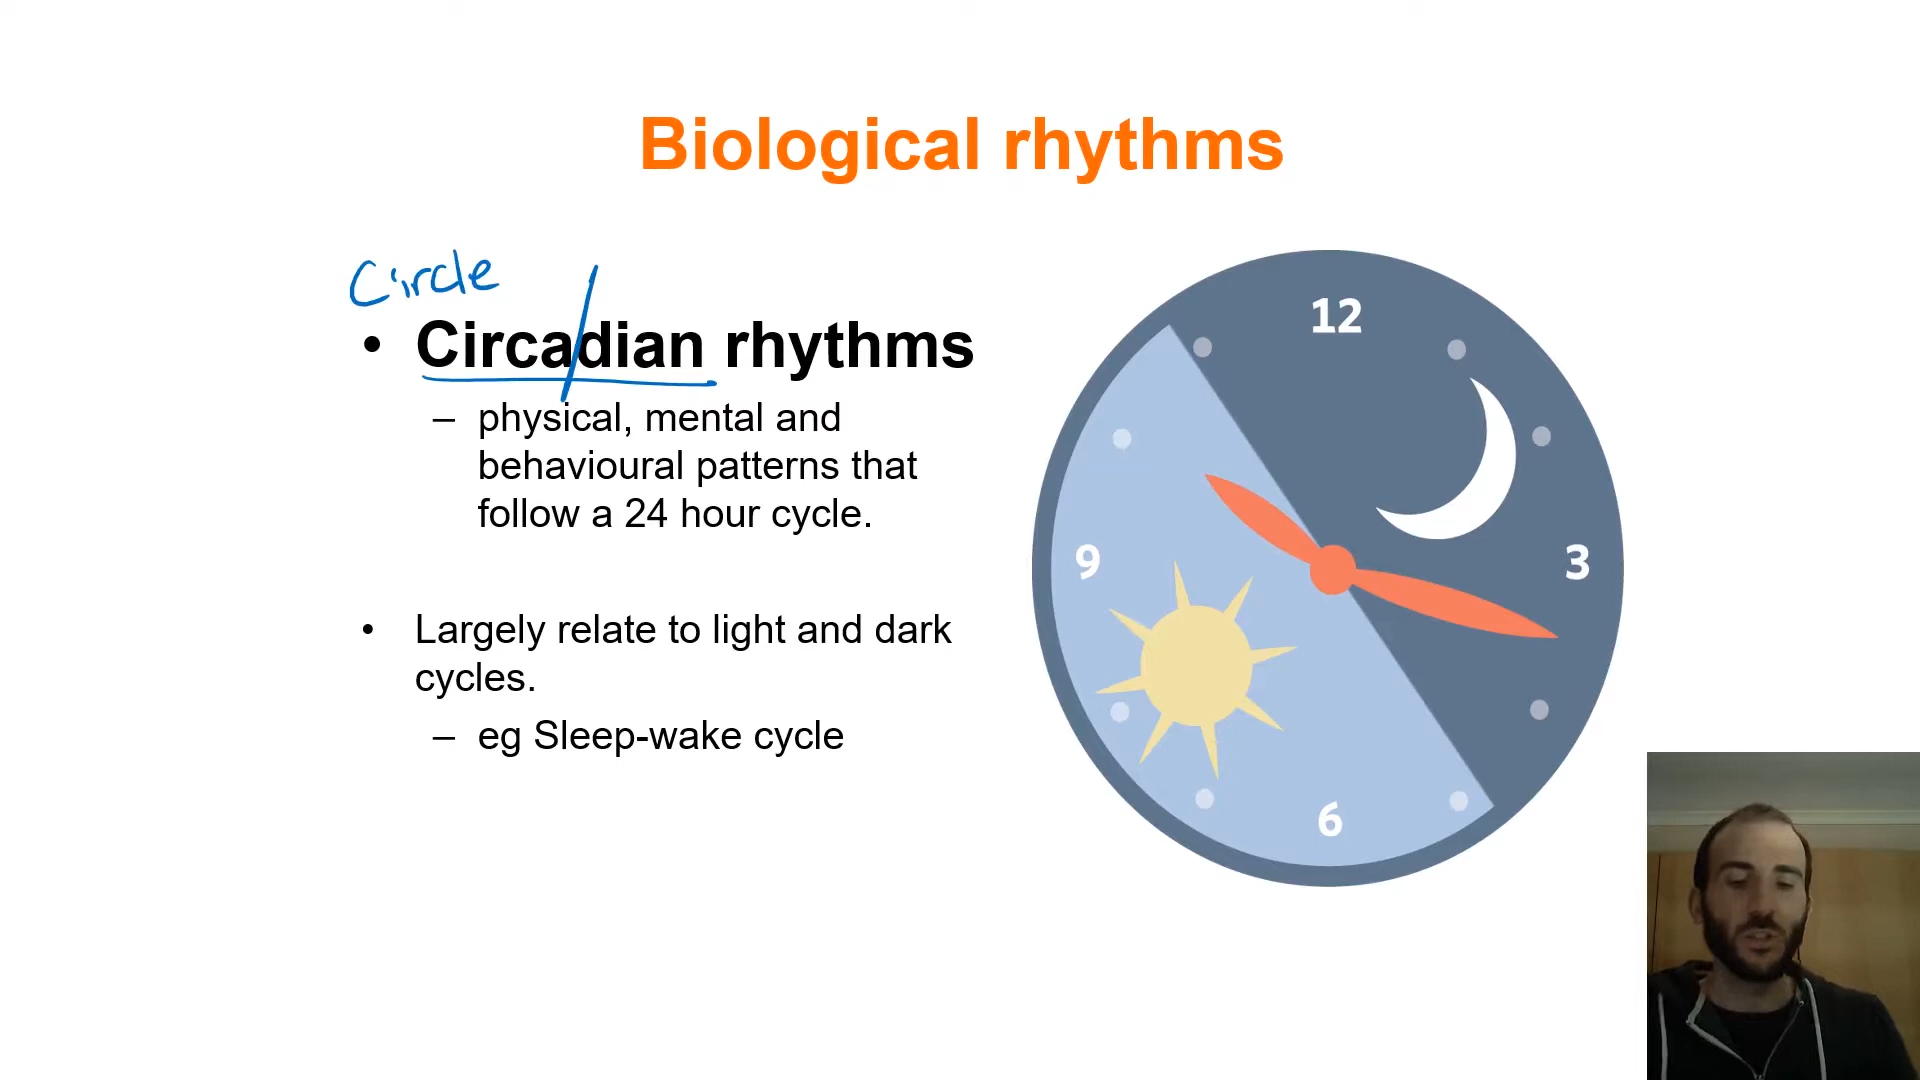 Biological rhythms
Circle
• Circadian rhythms
– physical, mental and
behavioural patterns that
follow a 24 hour cycle.
• Largely relate to light and dark
cycles.
– eg Sleep-wake cycle
12
9
3
6